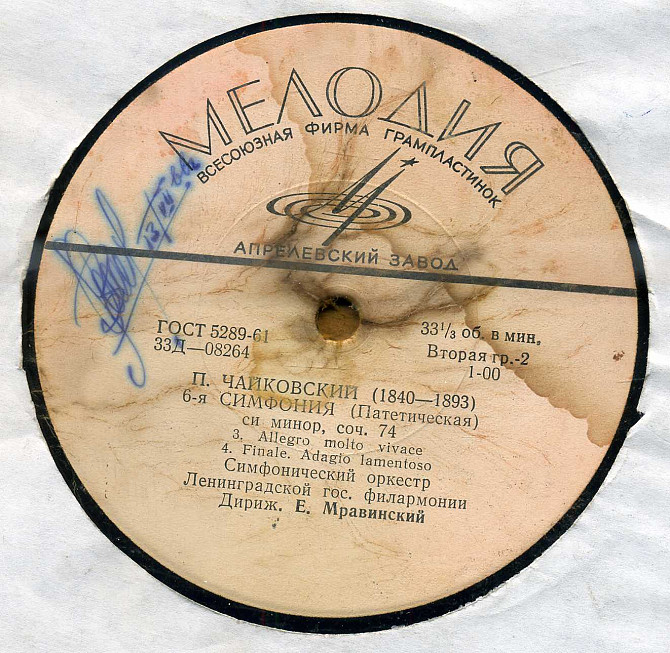 МЕЛОДИЯ
ВСЕСОЮЗНАЯ ФИРМА ГРАМПЛАСТИНОК
АПРЕЛЕВСКИЙ ЗАВОД
ГОСТ 5289-61
33Д—08264
33⅓ об. в мин.
Вторая гр.-2
1-00
П. ЧАЙКОВСКИЙ (1840—1893)
6-я СИМФОНИЯ (Патетическая)
си минор, соч. 74
3. Allegro molto vivace
4. Finale. Adagio lamentoso
Симфонический оркестр
Ленинградской гос. филармонии
Дириж. Е. Мравинский